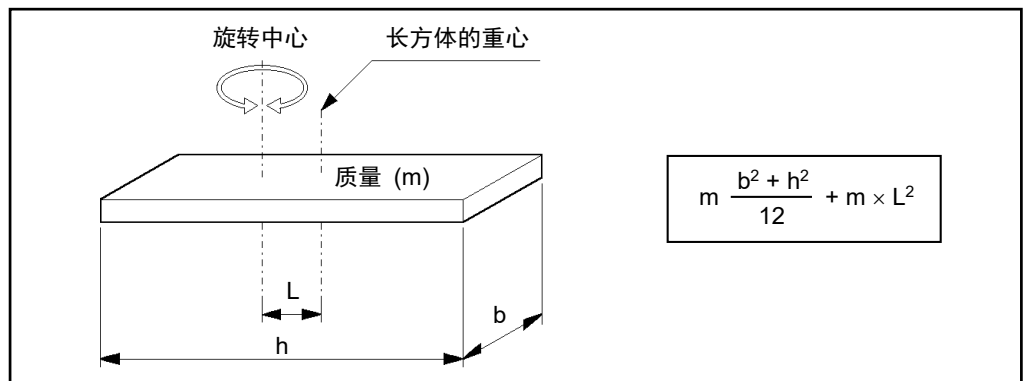 旋转中心
长方体的重心
质量 (m)
m (b² + h²)/12 + m × L²
L
b
h